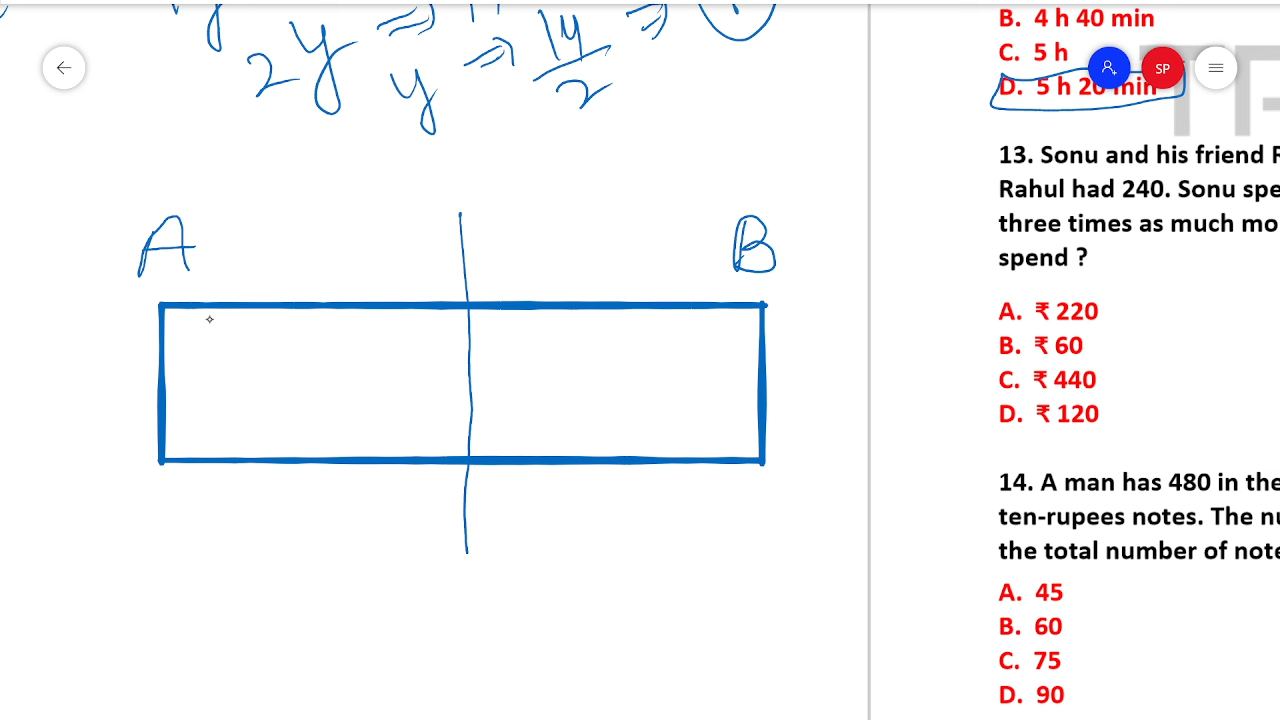 2y ⇒
y ⇒ 14/2 ⇒
A B
B. 4 h 40 min
C. 5 h
SP
D. 5 h 20 min
13. Sonu and his friend
Rahul had 240. Sonu spe
three times as much mo
spend ?
A. ₹ 220
B. ₹ 60
C. ₹ 440
D. ₹ 120
14. A man has 480 in the
ten-rupees notes. The nu
the total number of note
A. 45
B. 60
C. 75
D. 90